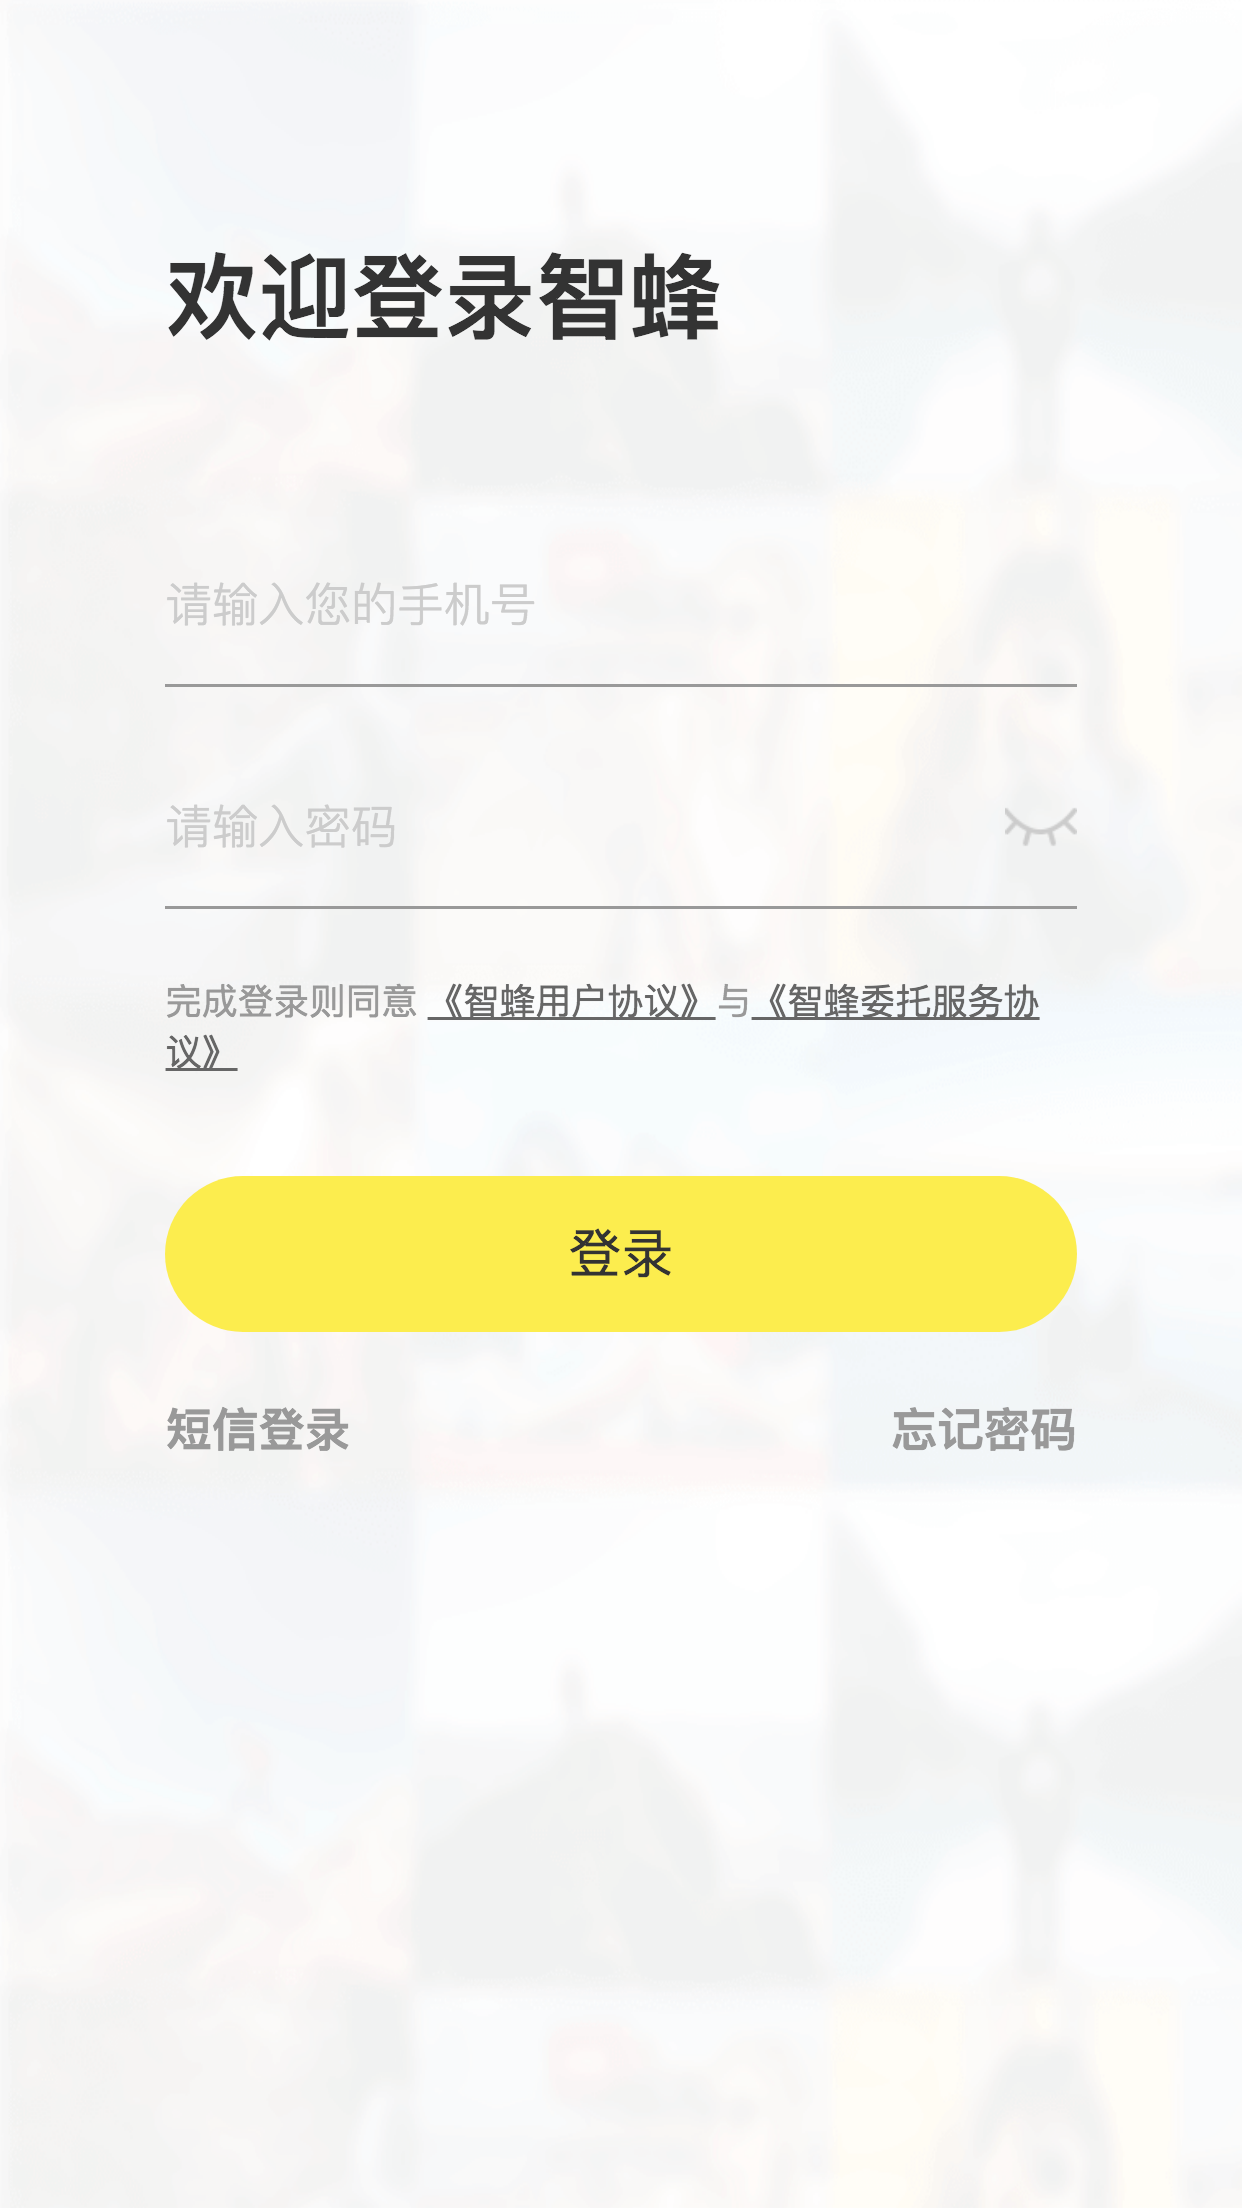 欢迎登录智蜂
请输入您的手机号
请输入密码
完成登录则同意 《智蜂用户协议》与《智蜂委托服务协
议》
登录
短信登录
忘记密码